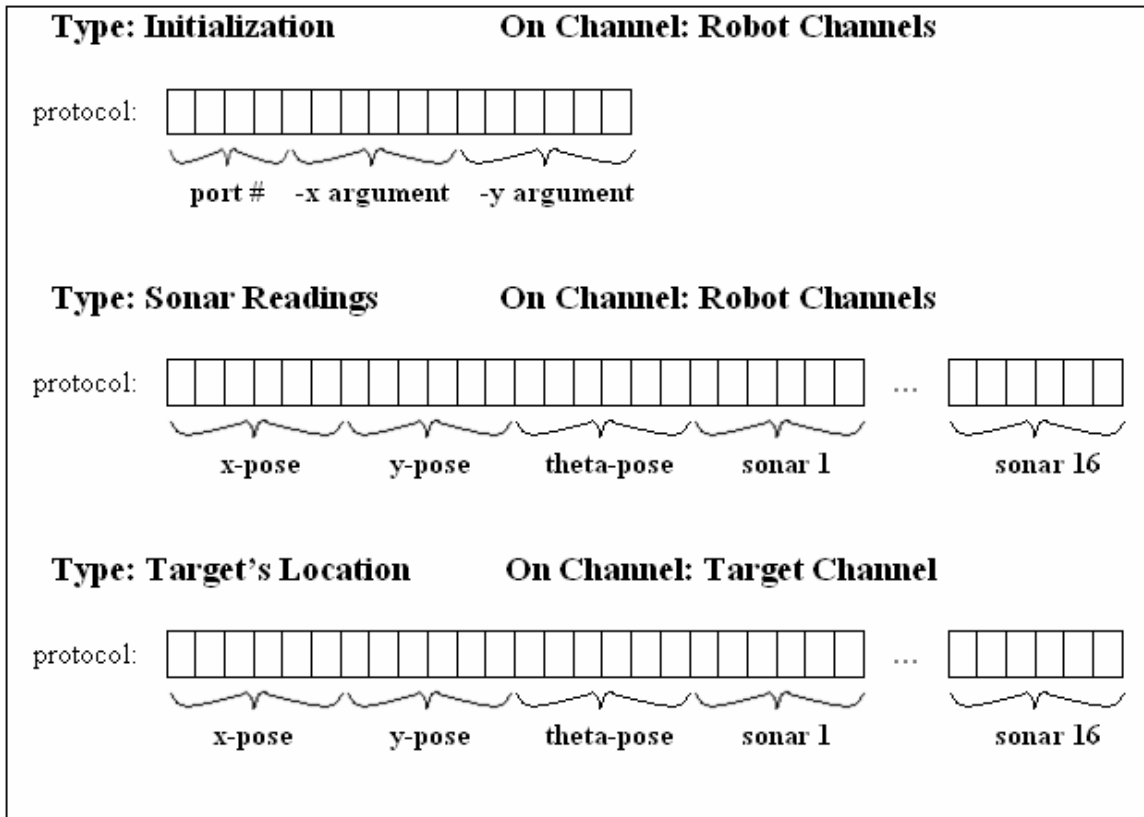 Type: Initialization On Channel: Robot Channels
protocol:
port # -x argument -y argument
Type: Sonar Readings On Channel: Robot Channels
protocol: ...
x-pose y-pose theta-pose sonar 1 sonar 16
Type: Target's Location On Channel: Target Channel
protocol: ...
x-pose y-pose theta-pose sonar 1 sonar 16